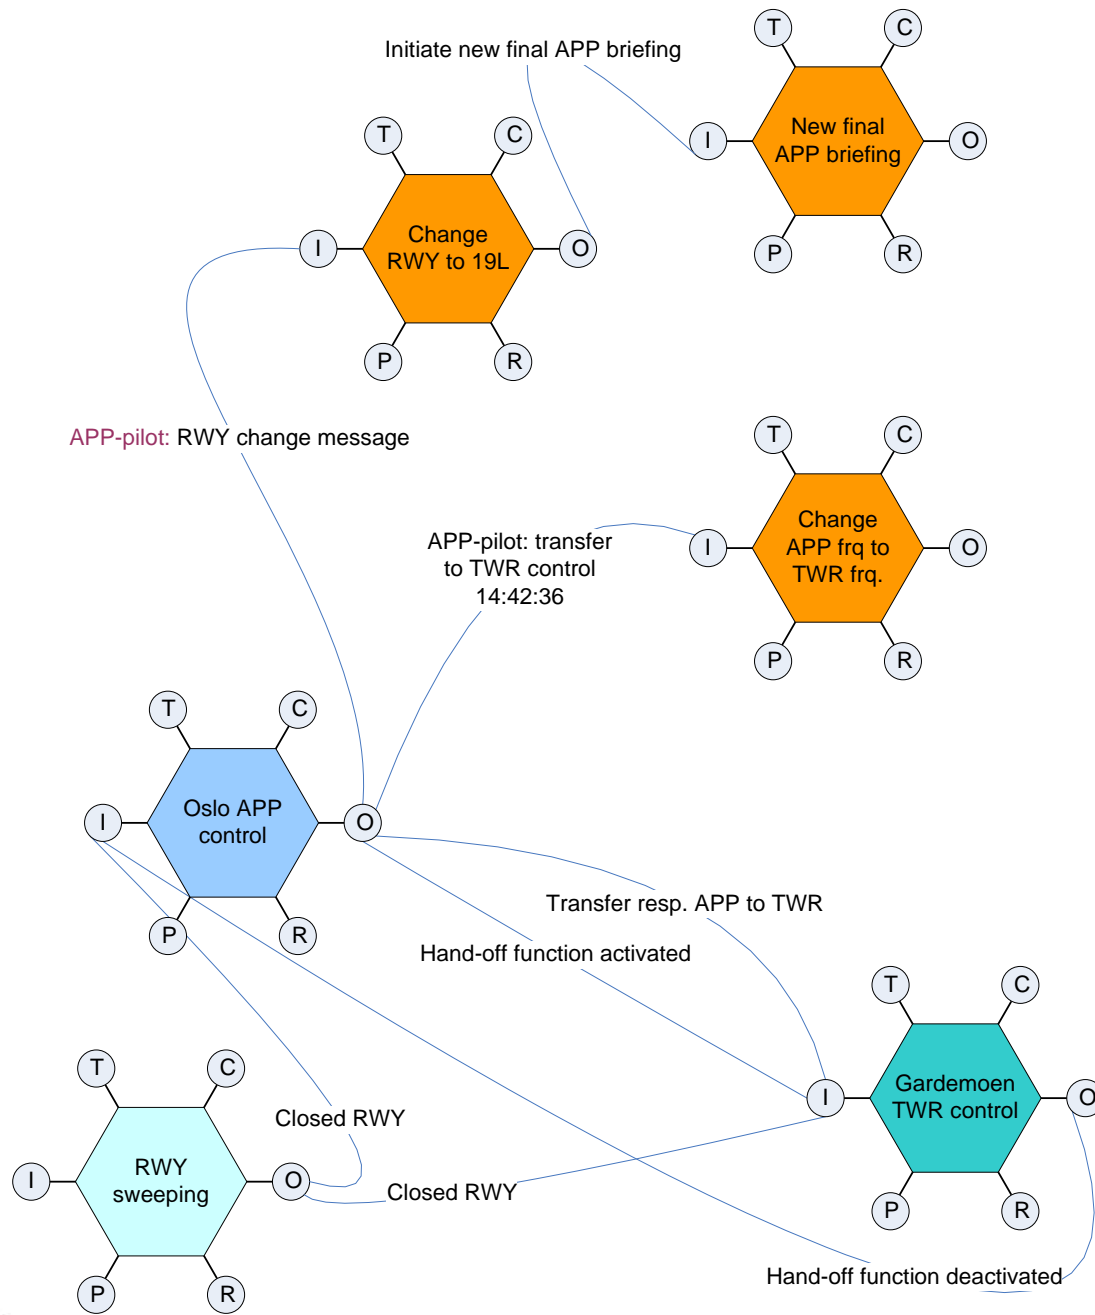 Initiate new final APP briefing
T
C
New final
APP briefing
I
O
P
R
T
C
Change
RWY to 19L
I
O
P
R
APP-pilot: RWY change message
T
C
Change
APP frq to
TWR frq.
I
O
P
R
APP-pilot: transfer
to TWR control
14:42:36
T
C
Oslo APP
control
I
O
P
R
Transfer resp. APP to TWR
Hand-off function activated
T
C
Gardemoen
TWR control
I
O
P
R
T
C
RWY
sweeping
I
O
P
R
Closed RWY
Closed RWY
Hand-off function deactivated